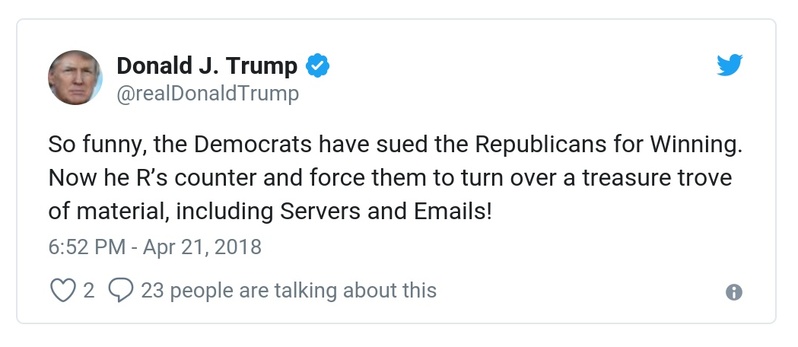 Donald J. Trump
@realDonaldTrump
So funny, the Democrats have sued the Republicans for Winning.
Now he R’s counter and force them to turn over a treasure trove
of material, including Servers and Emails!
6:52 PM - Apr 21, 2018
2 23 people are talking about this